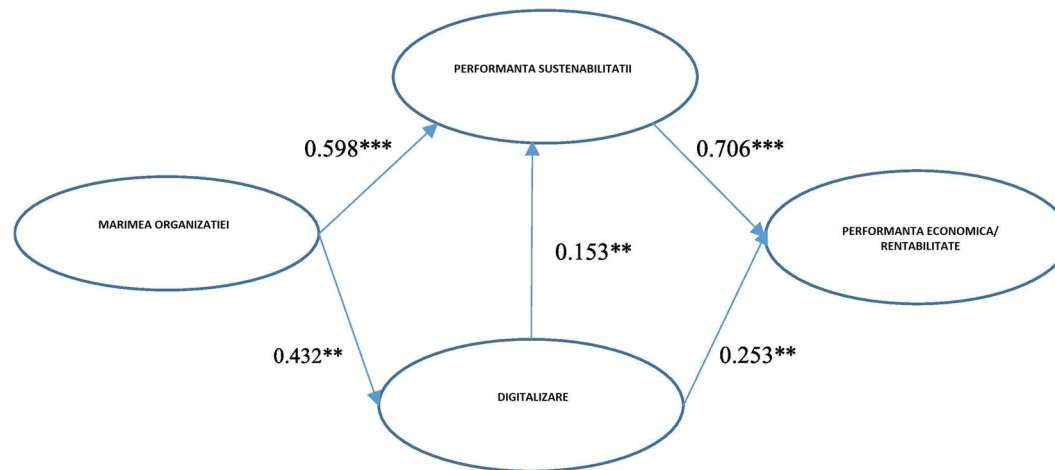 PERFORMANTA SUSTENABILITATII
0.598***
0.706***
MARIMEA ORGANIZATIEI
PERFORMANTA ECONOMICA/
RENTABILITATE
0.153**
0.432**
0.253**
DIGITALIZARE